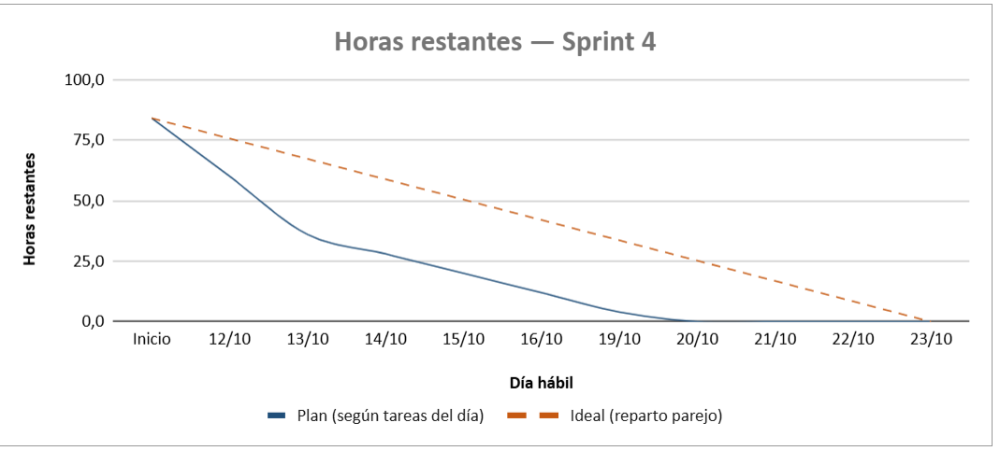 Horas restantes — Sprint 4
100,0
75,0
50,0
25,0
0,0
Horas restantes
Inicio 12/10 13/10 14/10 15/10 16/10 19/10 20/10 21/10 22/10 23/10
Día hábil
Plan (según tareas del día) Ideal (reparto parejo)